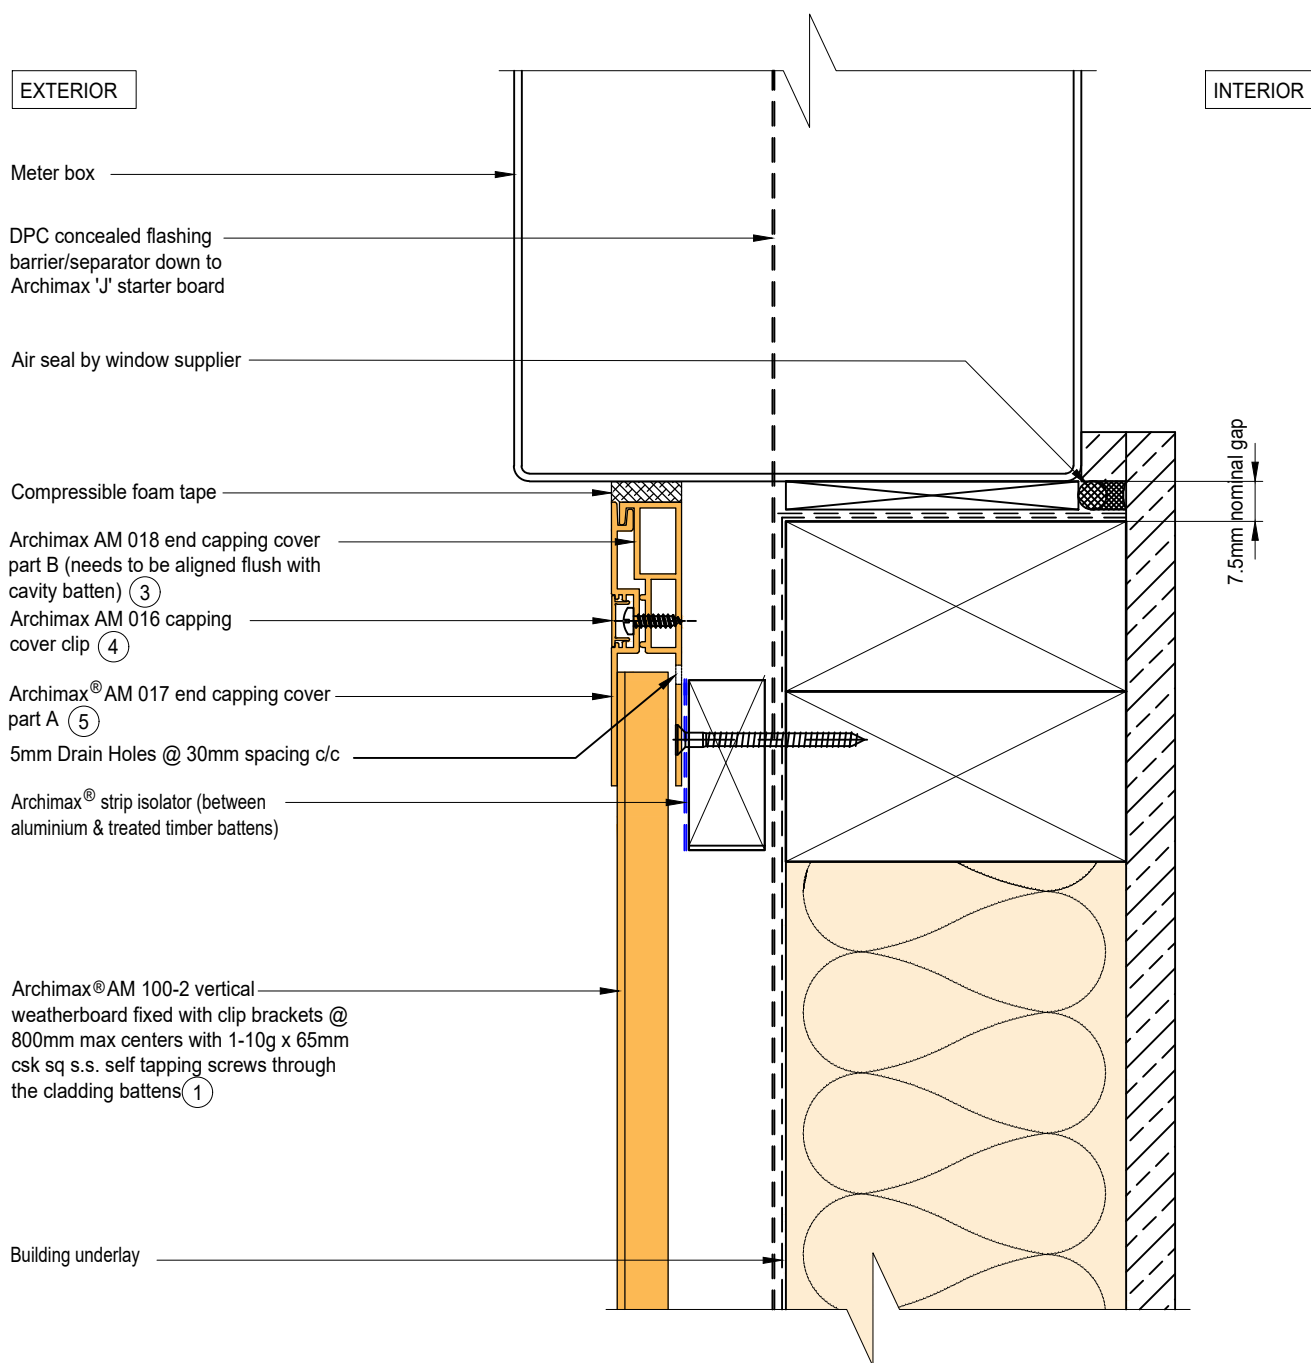 EXTERIOR
INTERIOR
Meter box
DPC concealed flashing
barrier/separator down to
Archimax 'J' starter board
Air seal by window supplier
7.5mm nominal gap
Compressible foam tape
Archimax AM 018 end capping cover
part B (needs to be aligned flush with
cavity batten) 3
Archimax AM 016 capping
cover clip 4
Archimax® AM 017 end capping cover
part A 5
5mm Drain Holes @ 30mm spacing c/c
Archimax® strip isolator (between
aluminium & treated timber battens)
Archimax® AM 100-2 vertical
weatherboard fixed with clip brackets @
800mm max centers with 1-10g x 65mm
csk sq s.s. self tapping screws through
the cladding battens 1
Building underlay